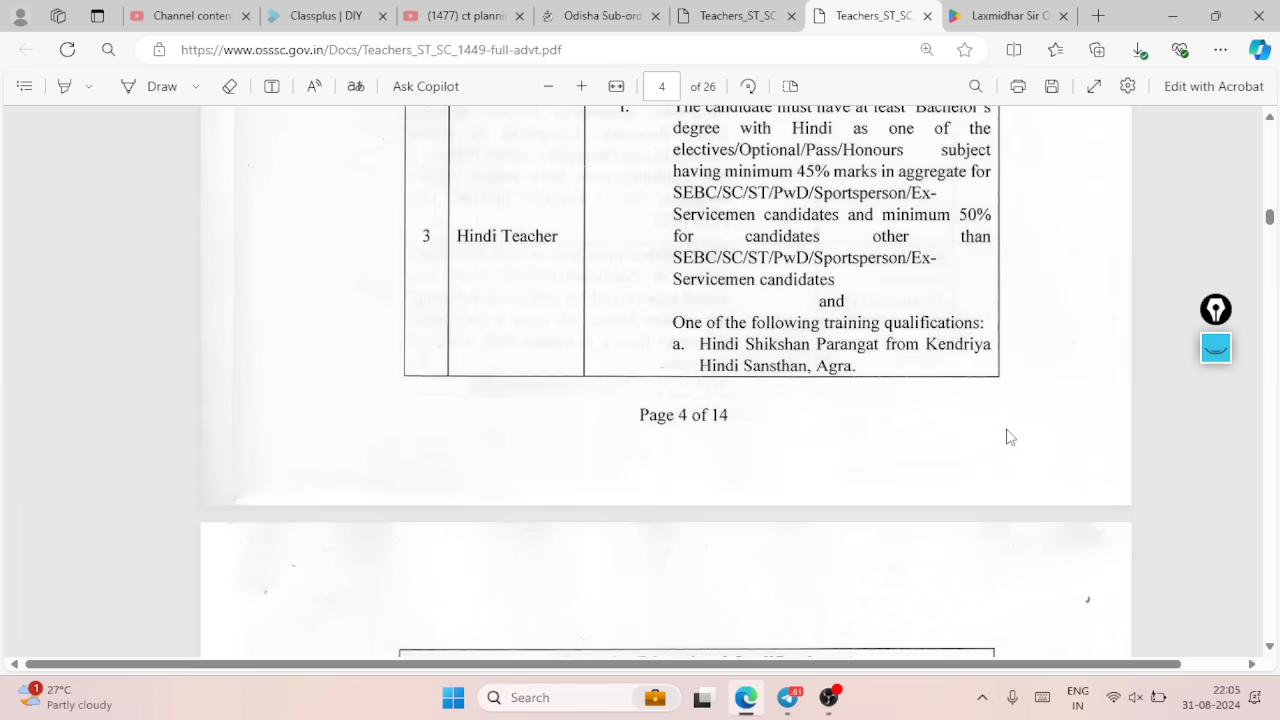 Channel conten
Classplus | DIY
(1477) ct planni
Odisha Sub-ord
Teachers_ST_SC_
Teachers_ST_SC_
Laxmidhar Sir O
https://www.osssc.gov.in/Docs/Teachers_ST_SC_1449-full-advt.pdf
Draw
Ask Copilot
4 of 26
Edit with Acrobat
3 Hindi Teacher
i. The candidate must have at least Bachelor's
degree with Hindi as one of the
electives/Optional/Pass/Honours subject
having minimum 45% marks in aggregate for
SEBC/SC/ST/PwD/Sportsperson/Ex-
Servicemen candidates and minimum 50%
for candidates other than
SEBC/SC/ST/PwD/Sportsperson/Ex-
Servicemen candidates
and
One of the following training qualifications:
a. Hindi Shikshan Parangat from Kendriya
Hindi Sansthan, Agra.
Page 4 of 14
1
27°C
Partly cloudy
Search
61
ENG
IN
22:05
31-08-2024